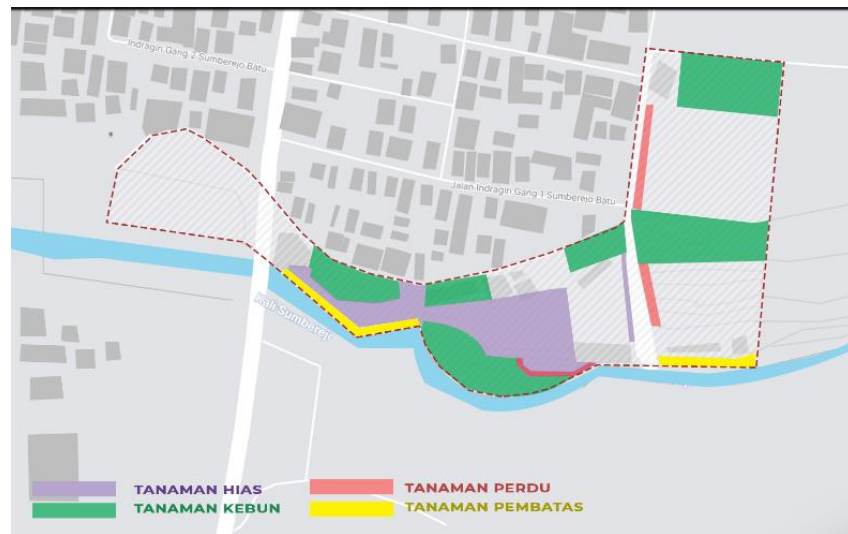 Indragiri Gang 2 Sumberejo Batu
Jalan Indragiri Gang 1 Sumberejo Batu
Kali Sumberejo
TANAMAN HIAS
TANAMAN PERDU
TANAMAN KEBUN
TANAMAN PEMBATAS